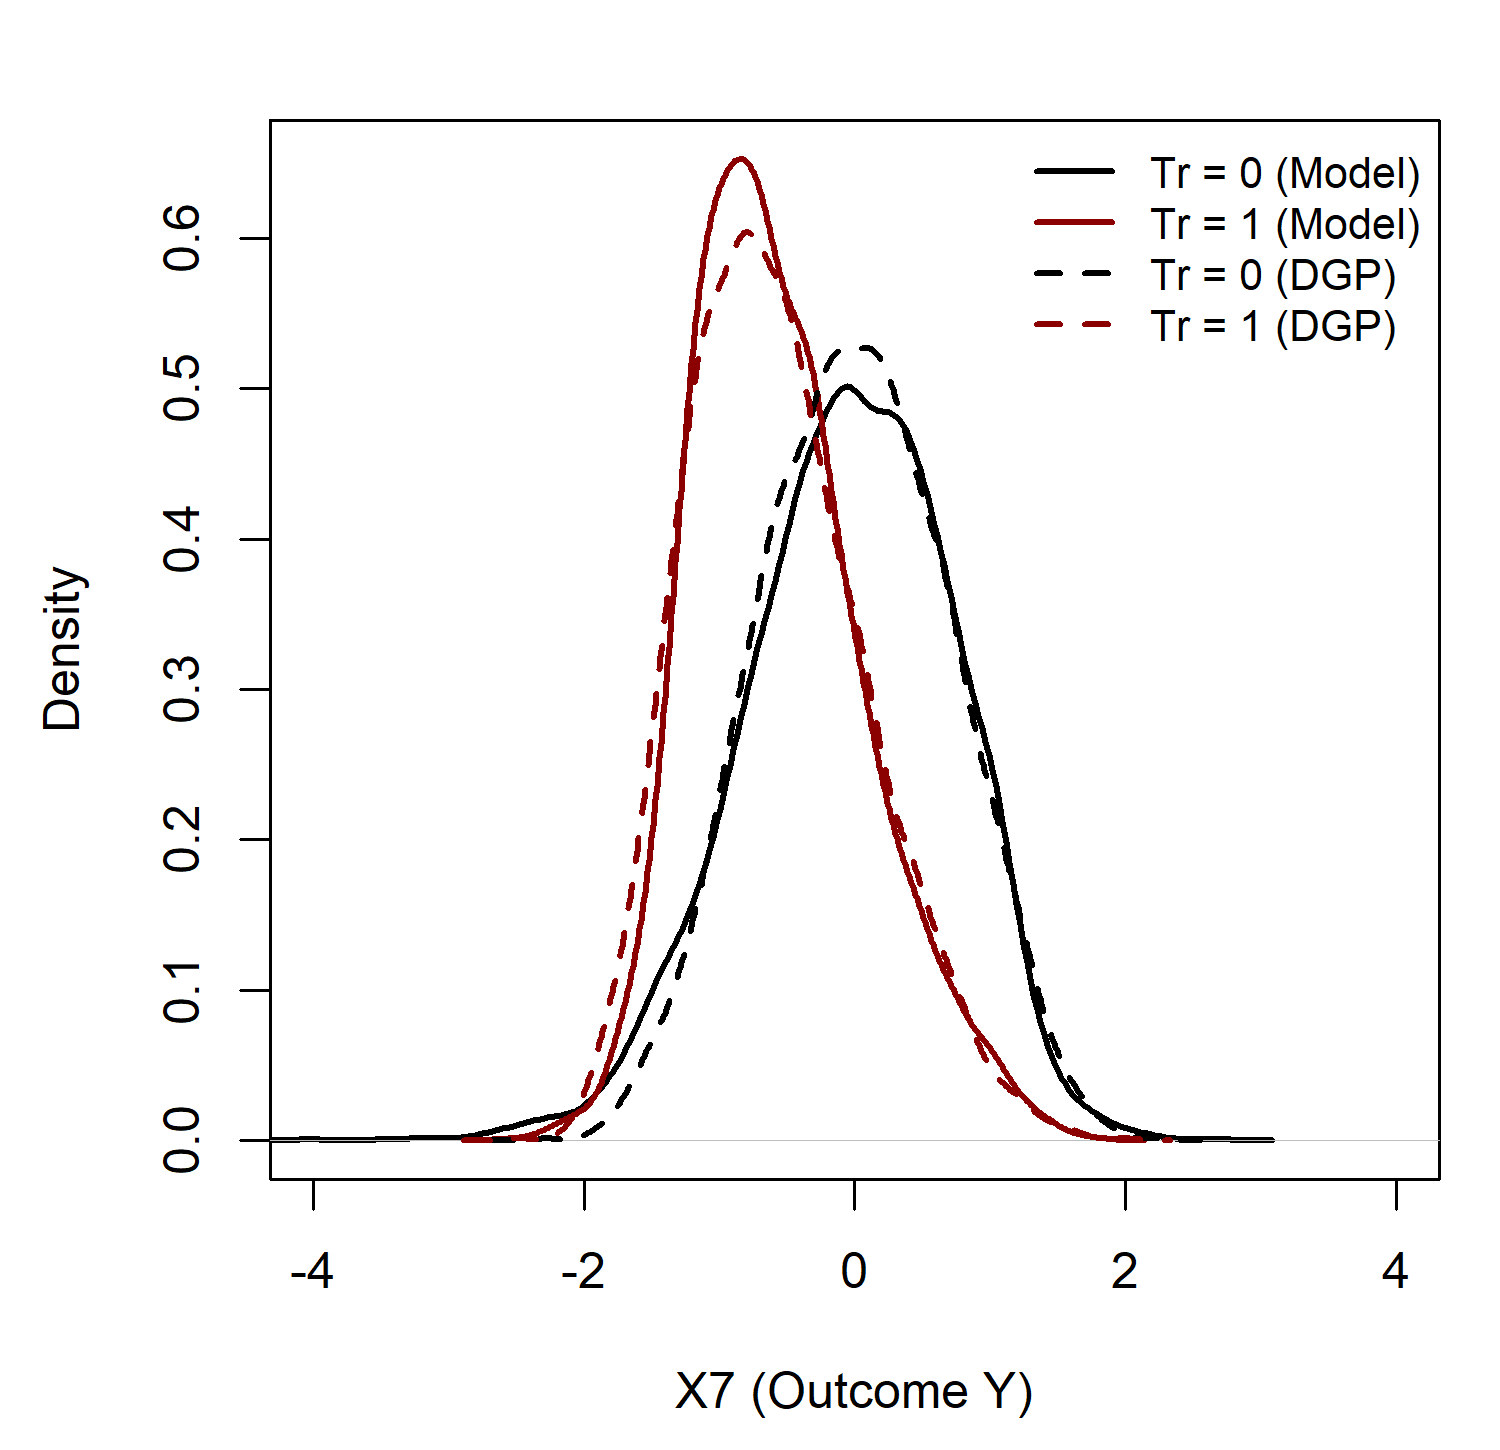 Tr = 0 (Model)
Tr = 1 (Model)
Tr = 0 (DGP)
Tr = 1 (DGP)
Density
0.6
0.5
0.4
0.3
0.2
0.1
0.0
-4 -2 0 2 4
X7 (Outcome Y)